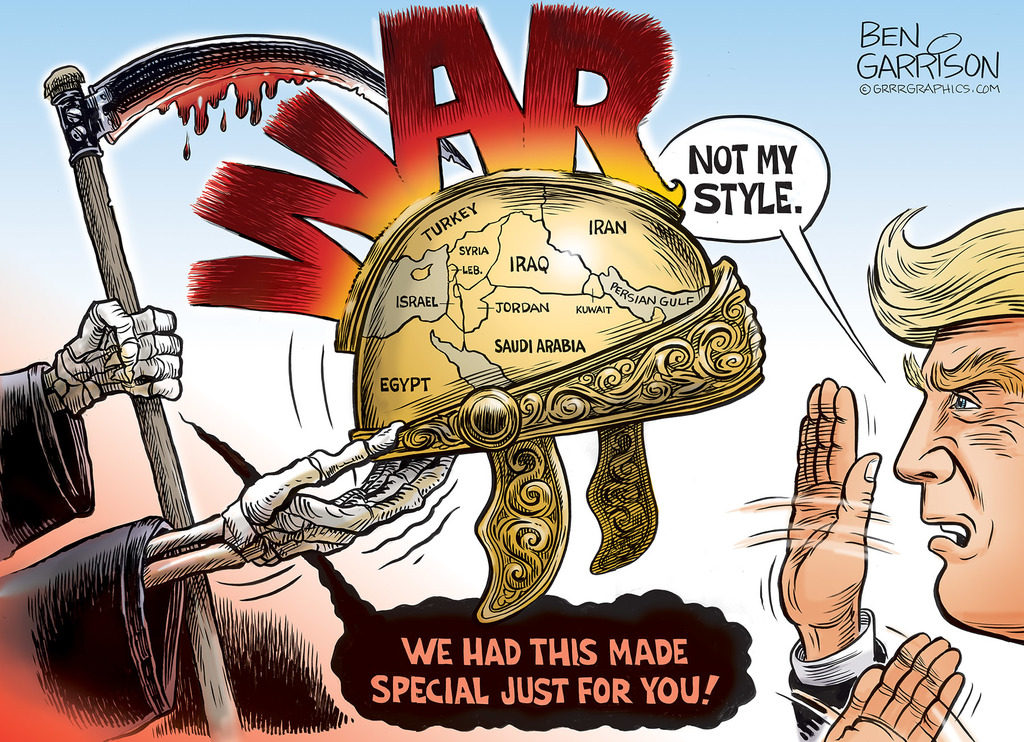 BEN
GARRISON
© GRRRGRAPHICS.COM
WAR
NOT MY
STYLE.
TURKEY
SYRIA
LEB.
IRAQ
IRAN
ISRAEL
JORDAN
KUWAIT
PERSIAN GULF
SAUDI ARABIA
EGYPT
WE HAD THIS MADE
SPECIAL JUST FOR YOU!